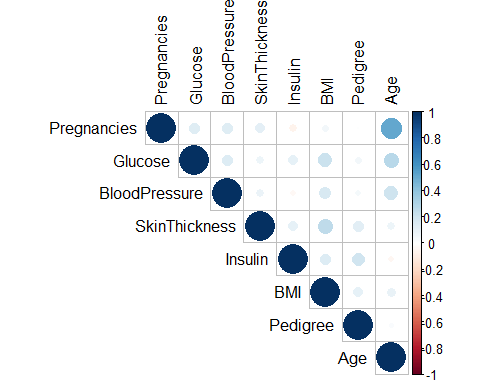 Pregnancies
Glucose
BloodPressure
SkinThickness
Insulin
BMI
Pedigree
Age
Pregnancies
Glucose
BloodPressure
SkinThickness
Insulin
BMI
Pedigree
Age
1
0.8
0.6
0.4
0.2
0
-0.2
-0.4
-0.6
-0.8
-1